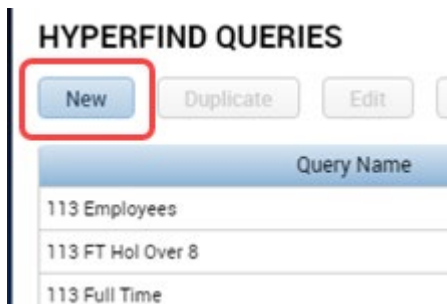 HYPERFIND QUERIES
New Duplicate Edit
Query Name
113 Employees
113 FT Hol Over 8
113 Full Time